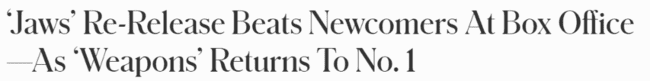 ‘Jaws’ Re-Release Beats Newcomers At Box Office
—As ‘Weapons’ Returns To No. 1